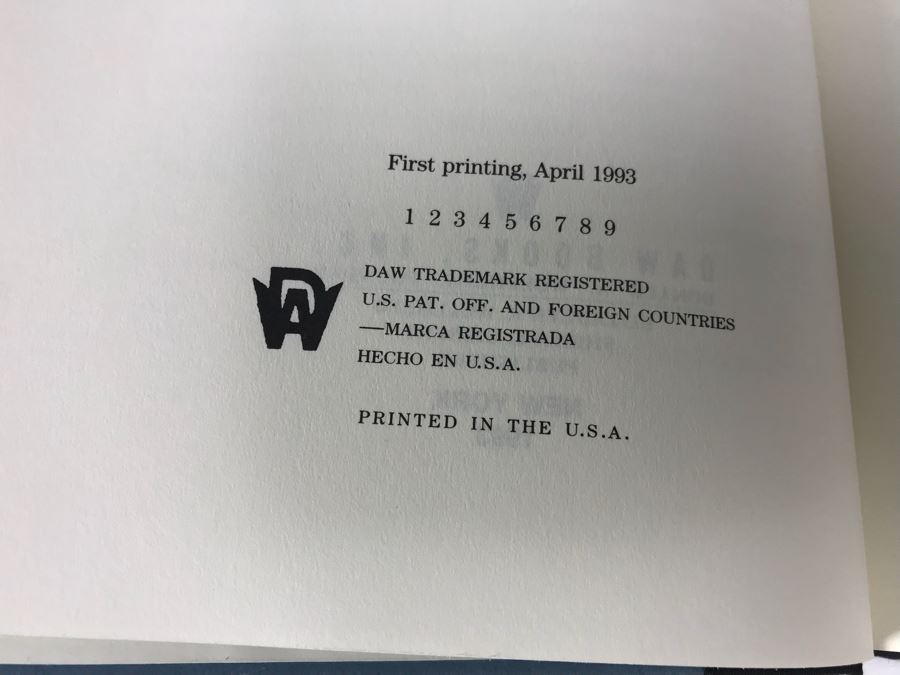 First printing, April 1993
1 2 3 4 5 6 7 8 9
DAW
DAW TRADEMARK REGISTERED
U.S. PAT. OFF. AND FOREIGN COUNTRIES
—MARCA REGISTRADA
HECHO EN U.S.A.
PRINTED IN THE U.S.A.